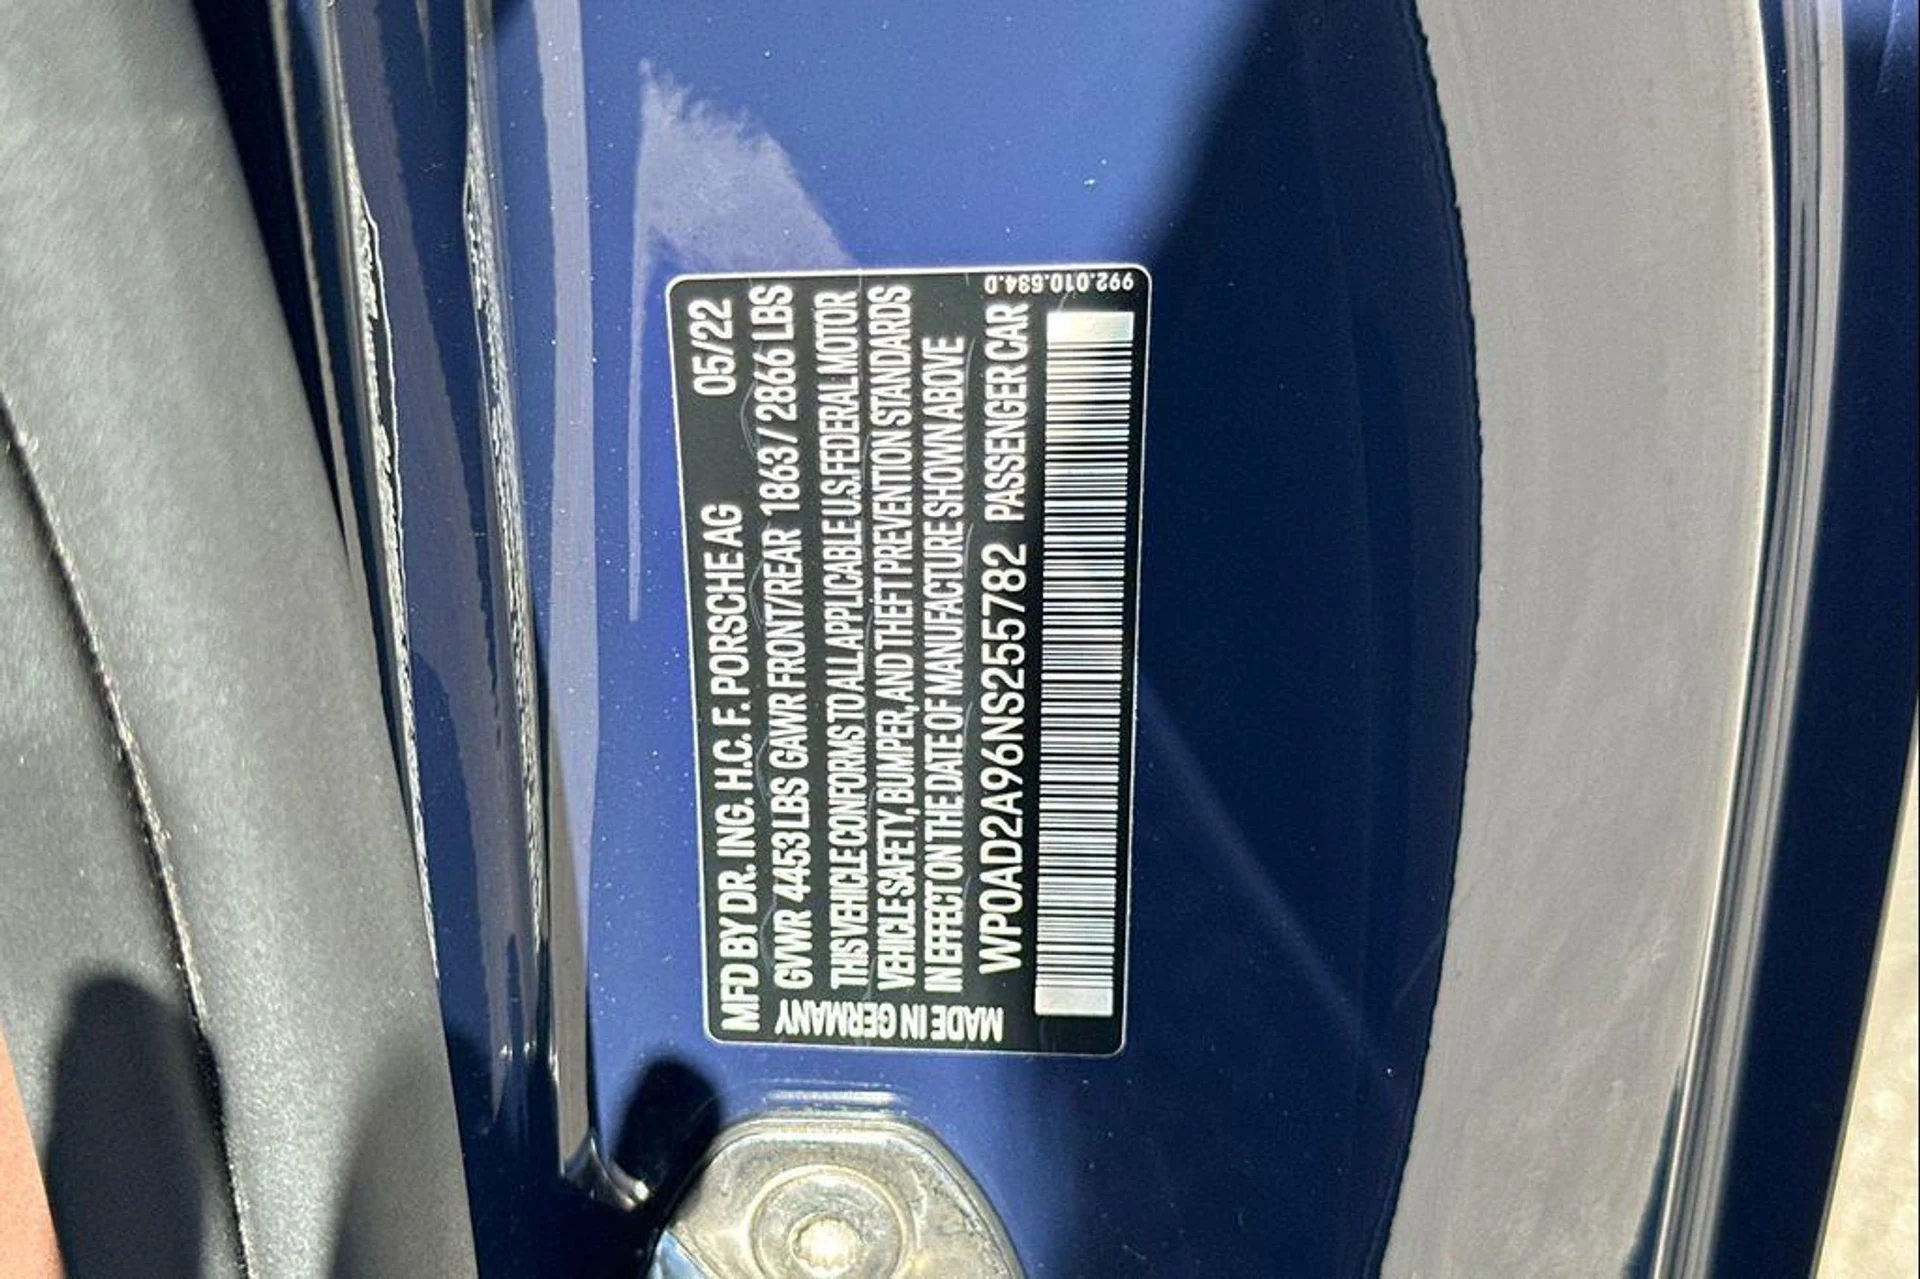 MFD BY DR. ING. H.C. F. PORSCHE AG 05/22
GVWR 4453 LBS GAWR FRONT/REAR 1863 / 2866 LBS
THIS VEHICLE CONFORMS TO ALL APPLICABLE U.S. FEDERAL MOTOR
VEHICLE SAFETY, BUMPER, AND THEFT PREVENTION STANDARDS
IN EFFECT ON THE DATE OF MANUFACTURE SHOWN ABOVE
WP0AD2A96NS255782 PASSENGER CAR
MADE IN GERMANY
992.010.634.D